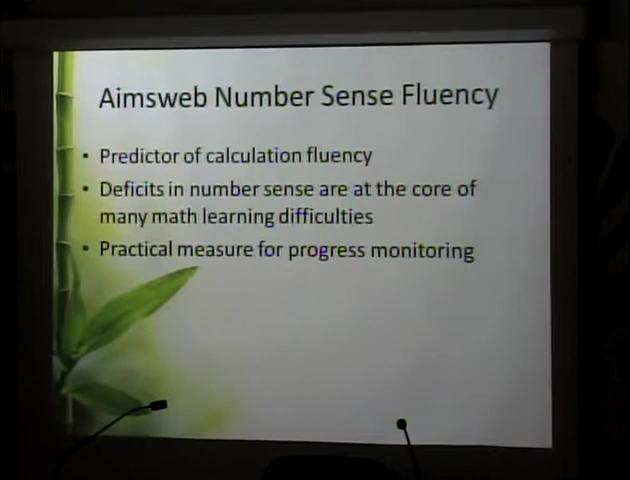 Aimsweb Number Sense Fluency
• Predictor of calculation fluency
• Deficits in number sense are at the core of
many math learning difficulties
• Practical measure for progress monitoring